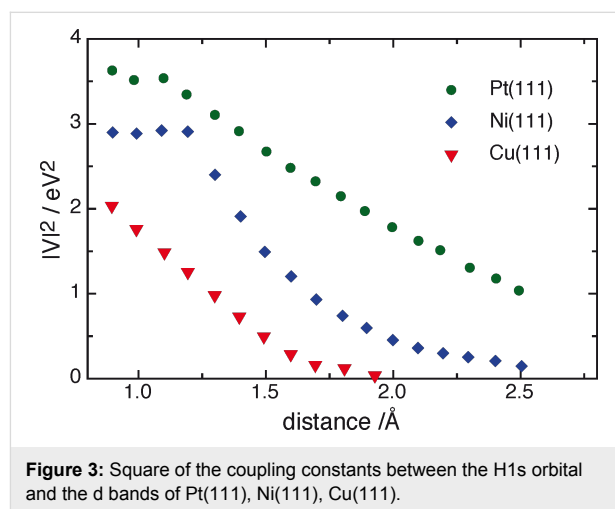 4
3
2
1
0
|V|² / eV²
Pt(111)
Ni(111)
Cu(111)
1.0 1.5 2.0 2.5
distance /Å
Figure 3: Square of the coupling constants between the H1s orbital
and the d bands of Pt(111), Ni(111), Cu(111).